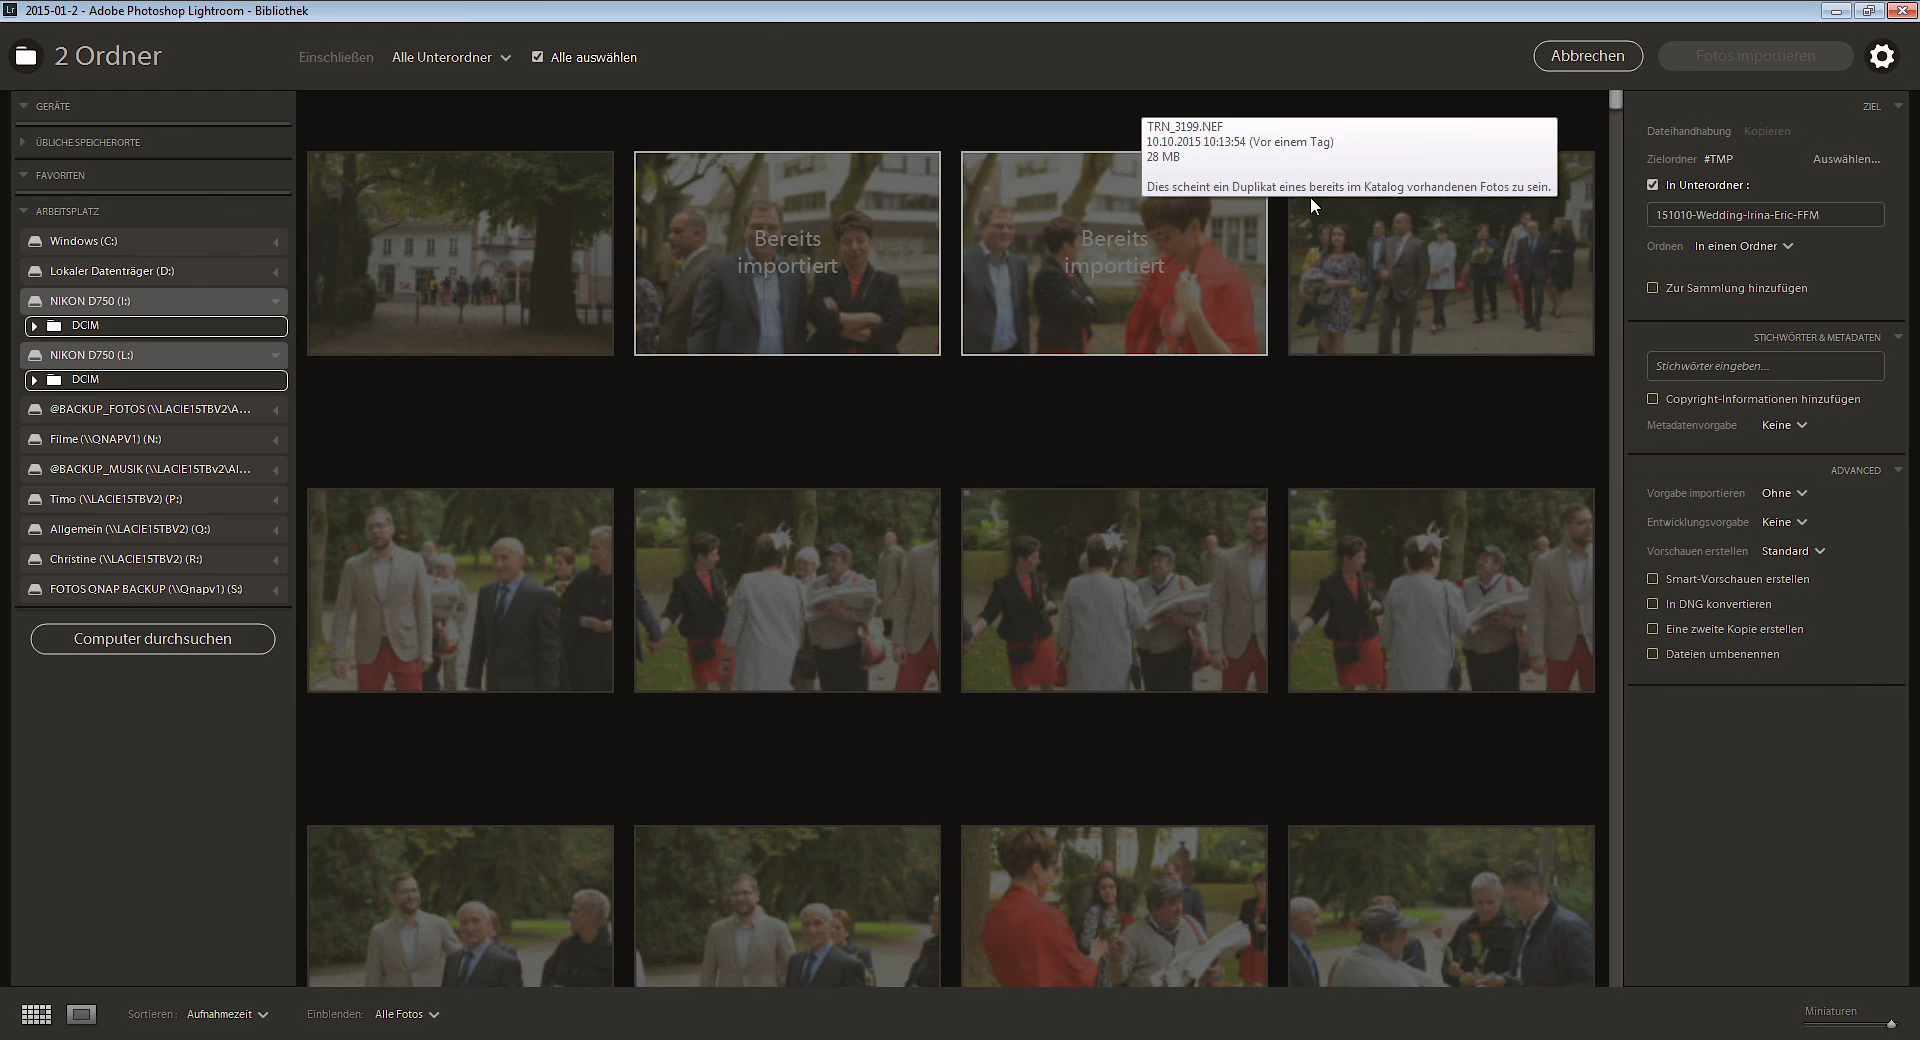 2015-01-2 - Adobe Photoshop Lightroom - Bibliothek
2 Ordner
Einschließen Alle Unterordner Alle auswählen
Abbrechen Fotos importieren
GERÄTE
ÜBLICHE SPEICHERORTE
FAVORITEN
ARBEITSPLATZ
Windows (C:)
Lokaler Datenträger (D:)
NIKON D750 (I:)
DCIM
NIKON D750 (L:)
DCIM
@BACKUP_FOTOS (\\LACIE15TBV2\A...
Filme (\\QNAPV1) (N:)
@BACKUP_MUSIK (\\LACIE15TBv2\Al...
Timo (\\LACIE15TBV2) (P:)
Allgemein (\\LACIE15TBV2) (Q:)
Christine (\\LACIE15TBV2) (R:)
FOTOS QNAP BACKUP (\\Qnapv1) (S:)
Computer durchsuchen
Bereits
importiert
Bereits
importiert
TRN_3199.NEF
10.10.2015 10:13:54 (Vor einem Tag)
28 MB
Dies scheint ein Duplikat eines bereits im Katalog vorhandenen Fotos zu sein.
ZIEL
Dateihandhabung Kopieren
Zielordner #TMP Auswählen...
In Unterordner :
151010-Wedding-Irina-Eric-FFM
Ordnen In einen Ordner
Zur Sammlung hinzufügen
STICHWÖRTER & METADATEN
Stichwörter eingeben...
Copyright-Informationen hinzufügen
Metadatenvorgabe Keine
ADVANCED
Vorgabe importieren Ohne
Entwicklungsvorgabe Keine
Vorschauen erstellen Standard
Smart-Vorschauen erstellen
In DNG konvertieren
Eine zweite Kopie erstellen
Dateien umbenennen
Sortieren: Aufnahmezeit Einblenden: Alle Fotos
Miniaturen